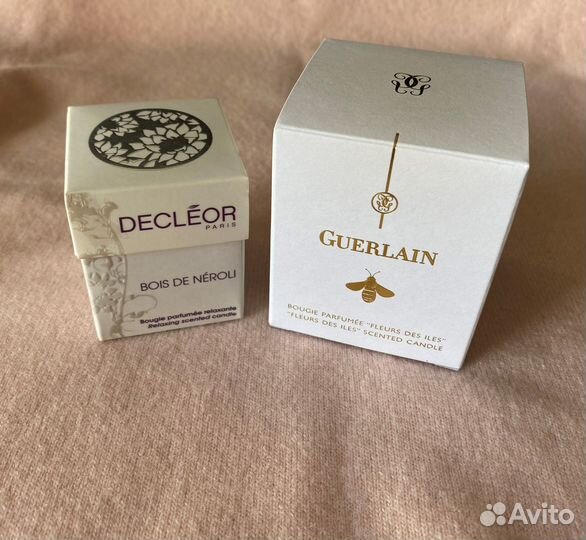 DECLÉOR
PARIS
BOIS DE NÉROLI
Bougie parfumée relaxante
Relaxing scented candle
GUERLAIN
BOUGIE PARFUMÉE "FLEURS DES ILES"
"FLEURS DES ILES" SCENTED CANDLE
Avito